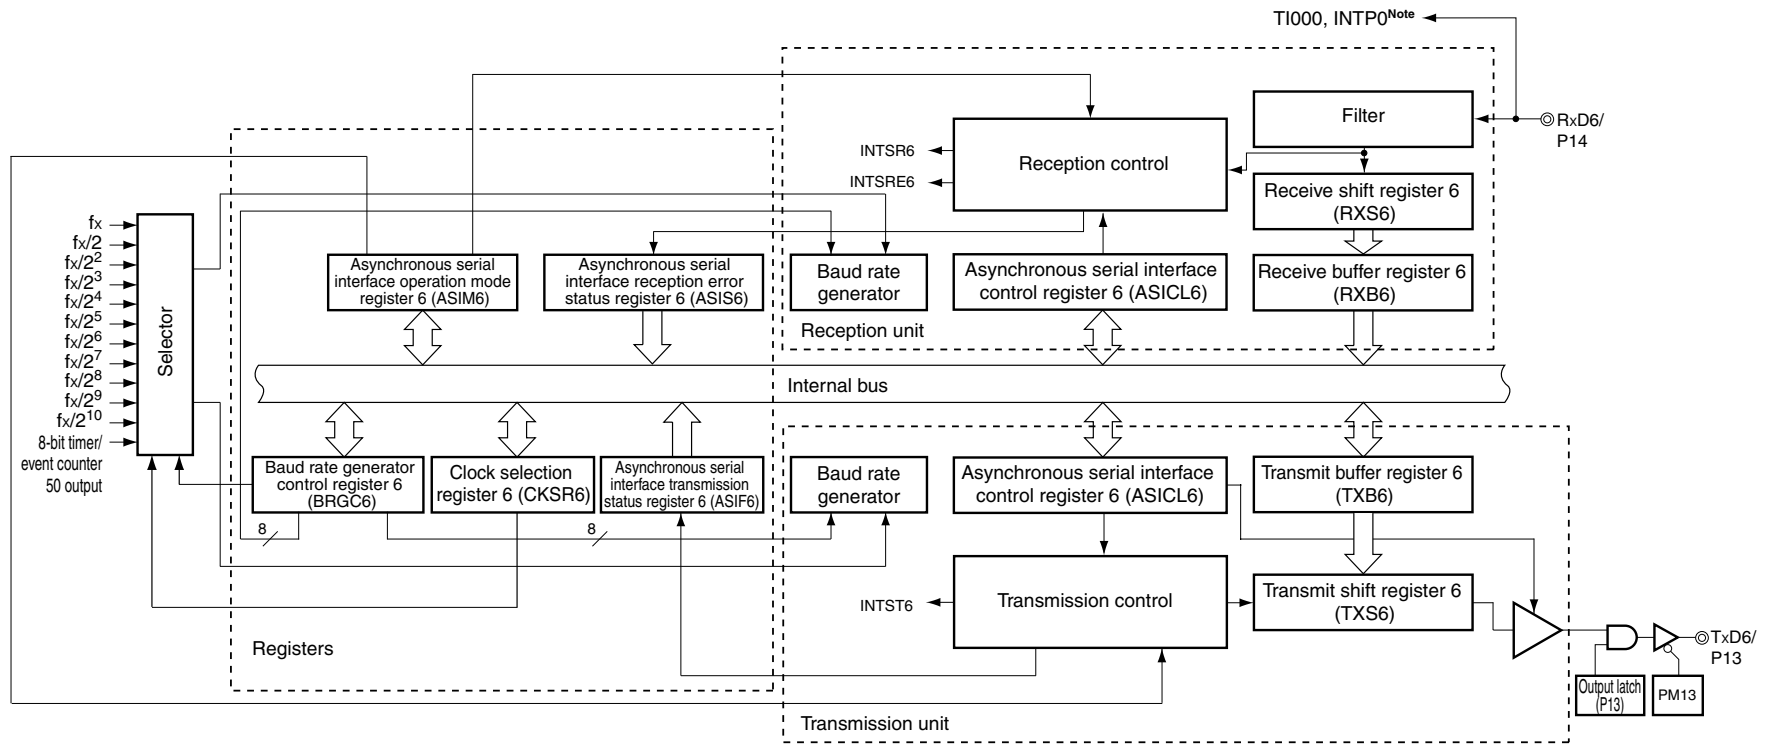 TI000, INTP0Note
Filter
RxD6/
P14
INTSR6
INTSRE6
Reception control
Receive shift register 6
(RXS6)
fX
fX/2
fX/2²
fX/2³
fX/2⁴
fX/2⁵
fX/2⁶
fX/2⁷
fX/2⁸
fX/2⁹
fX/2¹⁰
8-bit timer/
event counter
50 output
Selector
Asynchronous serial
interface operation mode
register 6 (ASIM6)
Asynchronous serial
interface reception error
status register 6 (ASIS6)
Baud rate
generator
Asynchronous serial interface
control register 6 (ASICL6)
Receive buffer register 6
(RXB6)
Reception unit
Internal bus
Baud rate generator
control register 6
(BRGC6)
Clock selection
register 6 (CKSR6)
Asynchronous serial
interface transmission
status register 6 (ASIF6)
Baud rate
generator
Asynchronous serial interface
control register 6 (ASICL6)
Transmit buffer register 6
(TXB6)
8
8
INTST6
Transmission control
Transmit shift register 6
(TXS6)
Registers
TxD6/
P13
Output latch
(P13)
PM13
Transmission unit